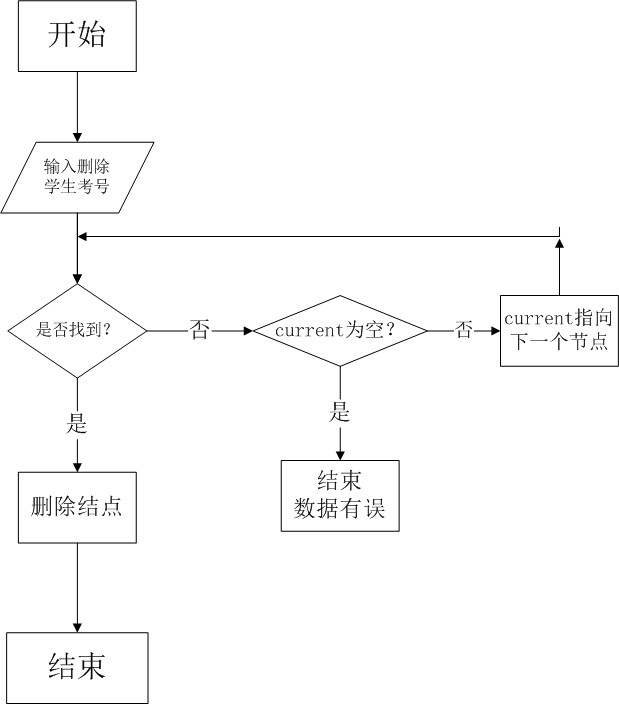 开始
输入删除
学生考号
是否找到?
否
current为空?
否
current指向
下一个节点
是
是
结束
数据有误
删除结点
结束